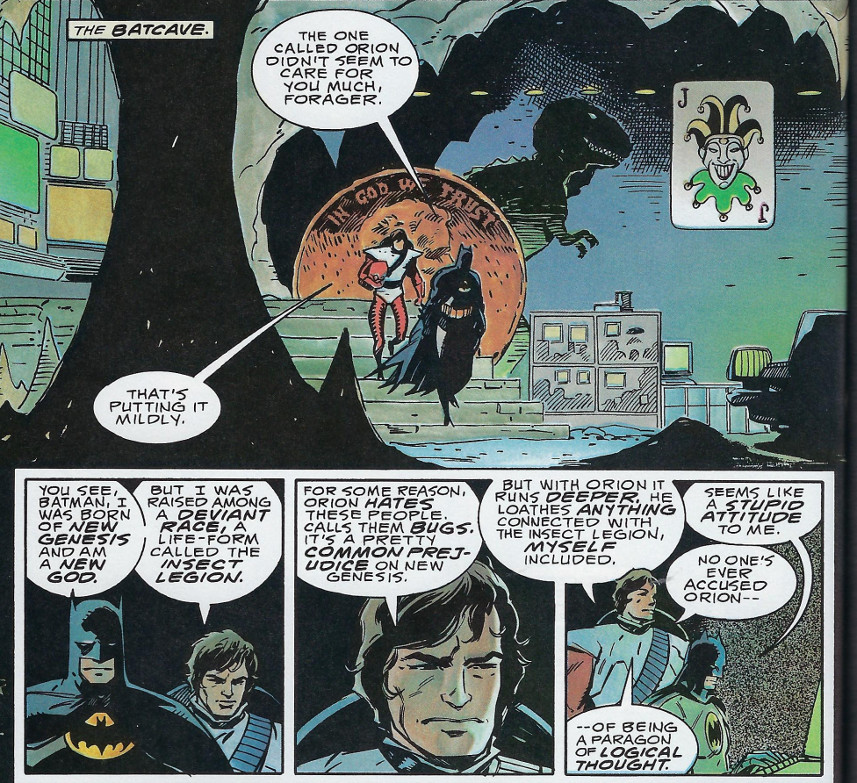 THE BATCAVE.
THE ONE
CALLED ORION
DIDN'T SEEM TO
CARE FOR
YOU MUCH,
FORAGER.
J
IN GOD WE TRUST
J
THAT'S
PUTTING IT
MILDLY.
YOU SEE,
BATMAN, I
WAS BORN
OF NEW
GENESIS
AND AM
A NEW
GOD.
BUT I WAS
RAISED AMONG
A DEVIANT
RACE, A
LIFE-FORM
CALLED THE
INSECT
LEGION.
FOR SOME REASON,
ORION HATES
THESE PEOPLE.
CALLS THEM BUGS.
IT'S A PRETTY
COMMON PREJ-
UDICE ON NEW
GENESIS.
BUT WITH ORION IT
RUNS DEEPER. HE
LOATHES ANYTHING
CONNECTED WITH
THE INSECT LEGION,
MYSELF
INCLUDED.
SEEMS LIKE
A STUPID
ATTITUDE
TO ME.
NO ONE'S
EVER
ACCUSED
ORION--
--OF BEING
A PARAGON
OF LOGICAL
THOUGHT.